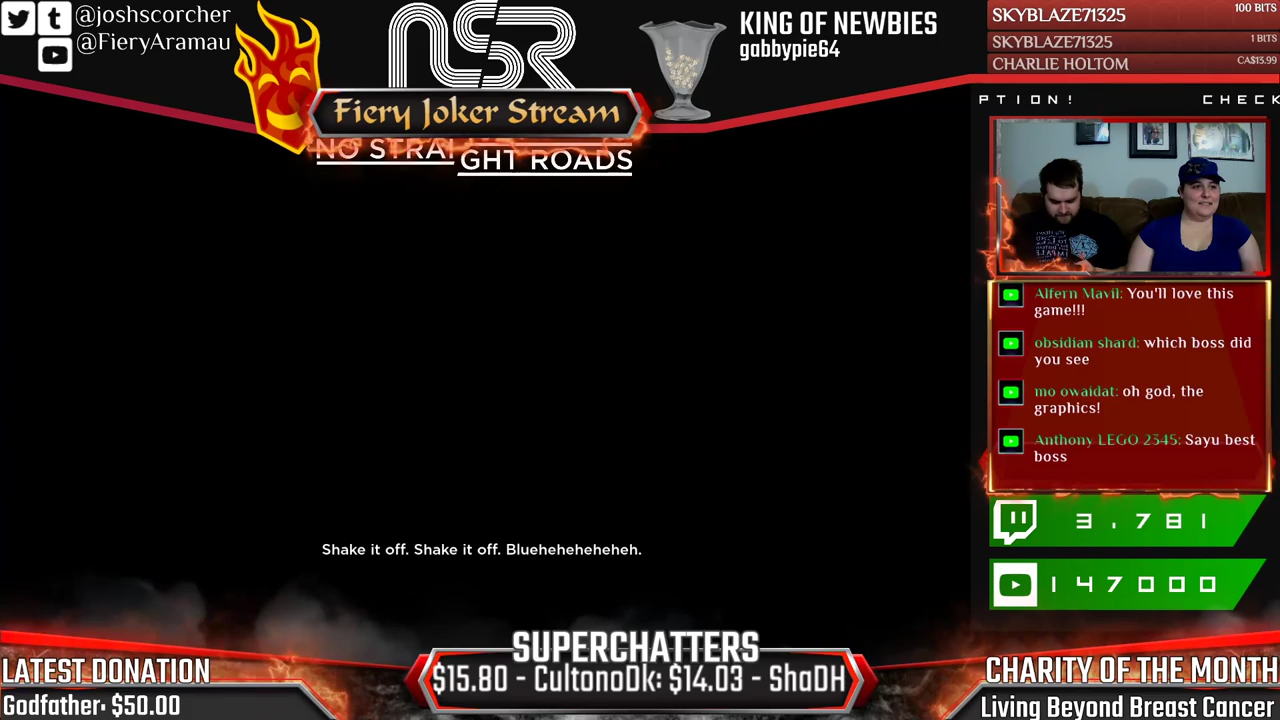 @joshscorcher
@FieryAramau
NSR
Fiery Joker Stream
NO STRAIGHT ROADS
KING OF NEWBIES
gabbypie64
SKYBLAZE71325 100 BITS
SKYBLAZE71325 1 BITS
CHARLIE HOLTOM CA$13.99
PTION! CHECK
Alfern Mavil: You'll love this
game!!!
obsidian shard: which boss did
you see
mo owaidat: oh god, the
graphics!
Anthony LEGO 2345: Sayu best
boss
3,781
147000
Shake it off. Shake it off. Blueheheheheheh.
SUPERCHATTERS
$15.80 - CultonoDk: $14.03 - ShaDH
LATEST DONATION
Godfather: $50.00
CHARITY OF THE MONTH
Living Beyond Breast Cancer